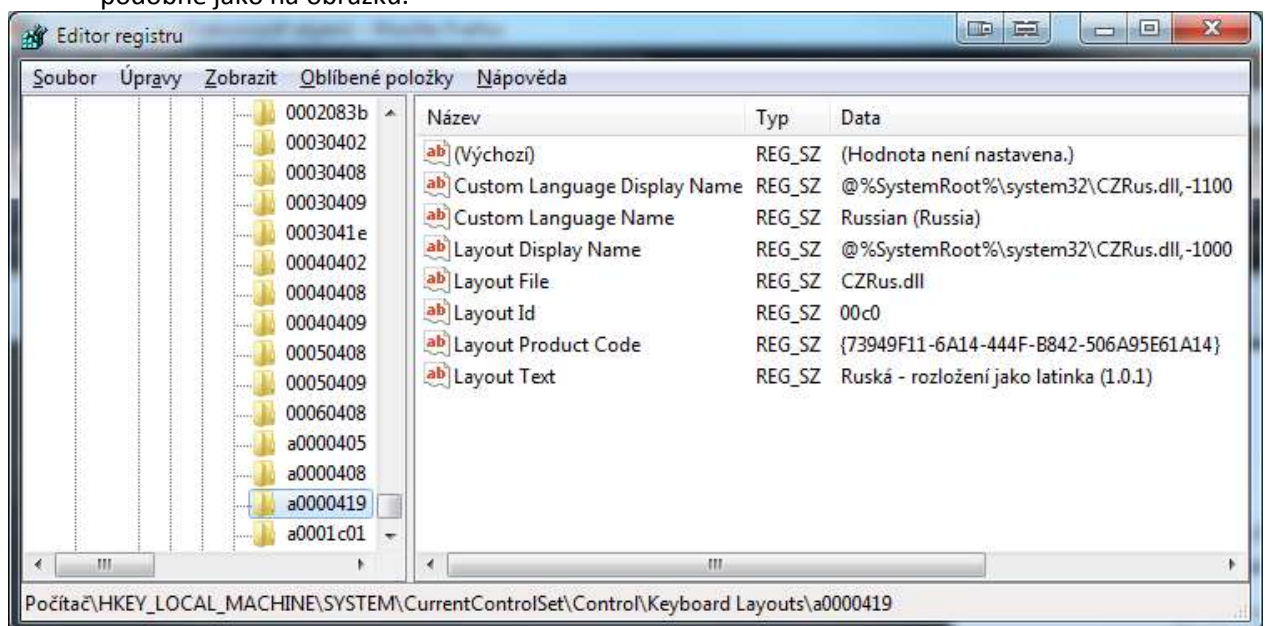 podobně jako na obrázku.
Editor registru
Soubor Úpravy Zobrazit Oblíbené položky Nápověda
0002083b
00030402
00030408
00030409
0003041e
00040402
00040408
00040409
00050408
00050409
00060408
a0000405
a0000408
a0000419
a0001c01
Název Typ Data
(Výchozí) REG_SZ (Hodnota není nastavena.)
Custom Language Display Name REG_SZ @%SystemRoot%\system32\CZRus.dll,-1100
Custom Language Name REG_SZ Russian (Russia)
Layout Display Name REG_SZ @%SystemRoot%\system32\CZRus.dll,-1000
Layout File REG_SZ CZRus.dll
Layout Id REG_SZ 00c0
Layout Product Code REG_SZ {73949F11-6A14-444F-B842-506A95E61A14}
Layout Text REG_SZ Ruská - rozložení jako latinka (1.0.1)
Počítač\HKEY_LOCAL_MACHINE\SYSTEM\CurrentControlSet\Control\Keyboard Layouts\a0000419